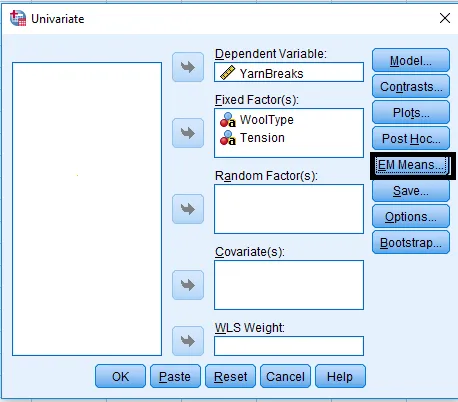 Univariate
Dependent Variable:
YarnBreaks
Fixed Factor(s):
WoolType
Tension
Random Factor(s):
Covariate(s):
WLS Weight:
Model...
Contrasts...
Plots...
Post Hoc...
EM Means...
Save...
Options...
Bootstrap...
OK
Paste
Reset
Cancel
Help